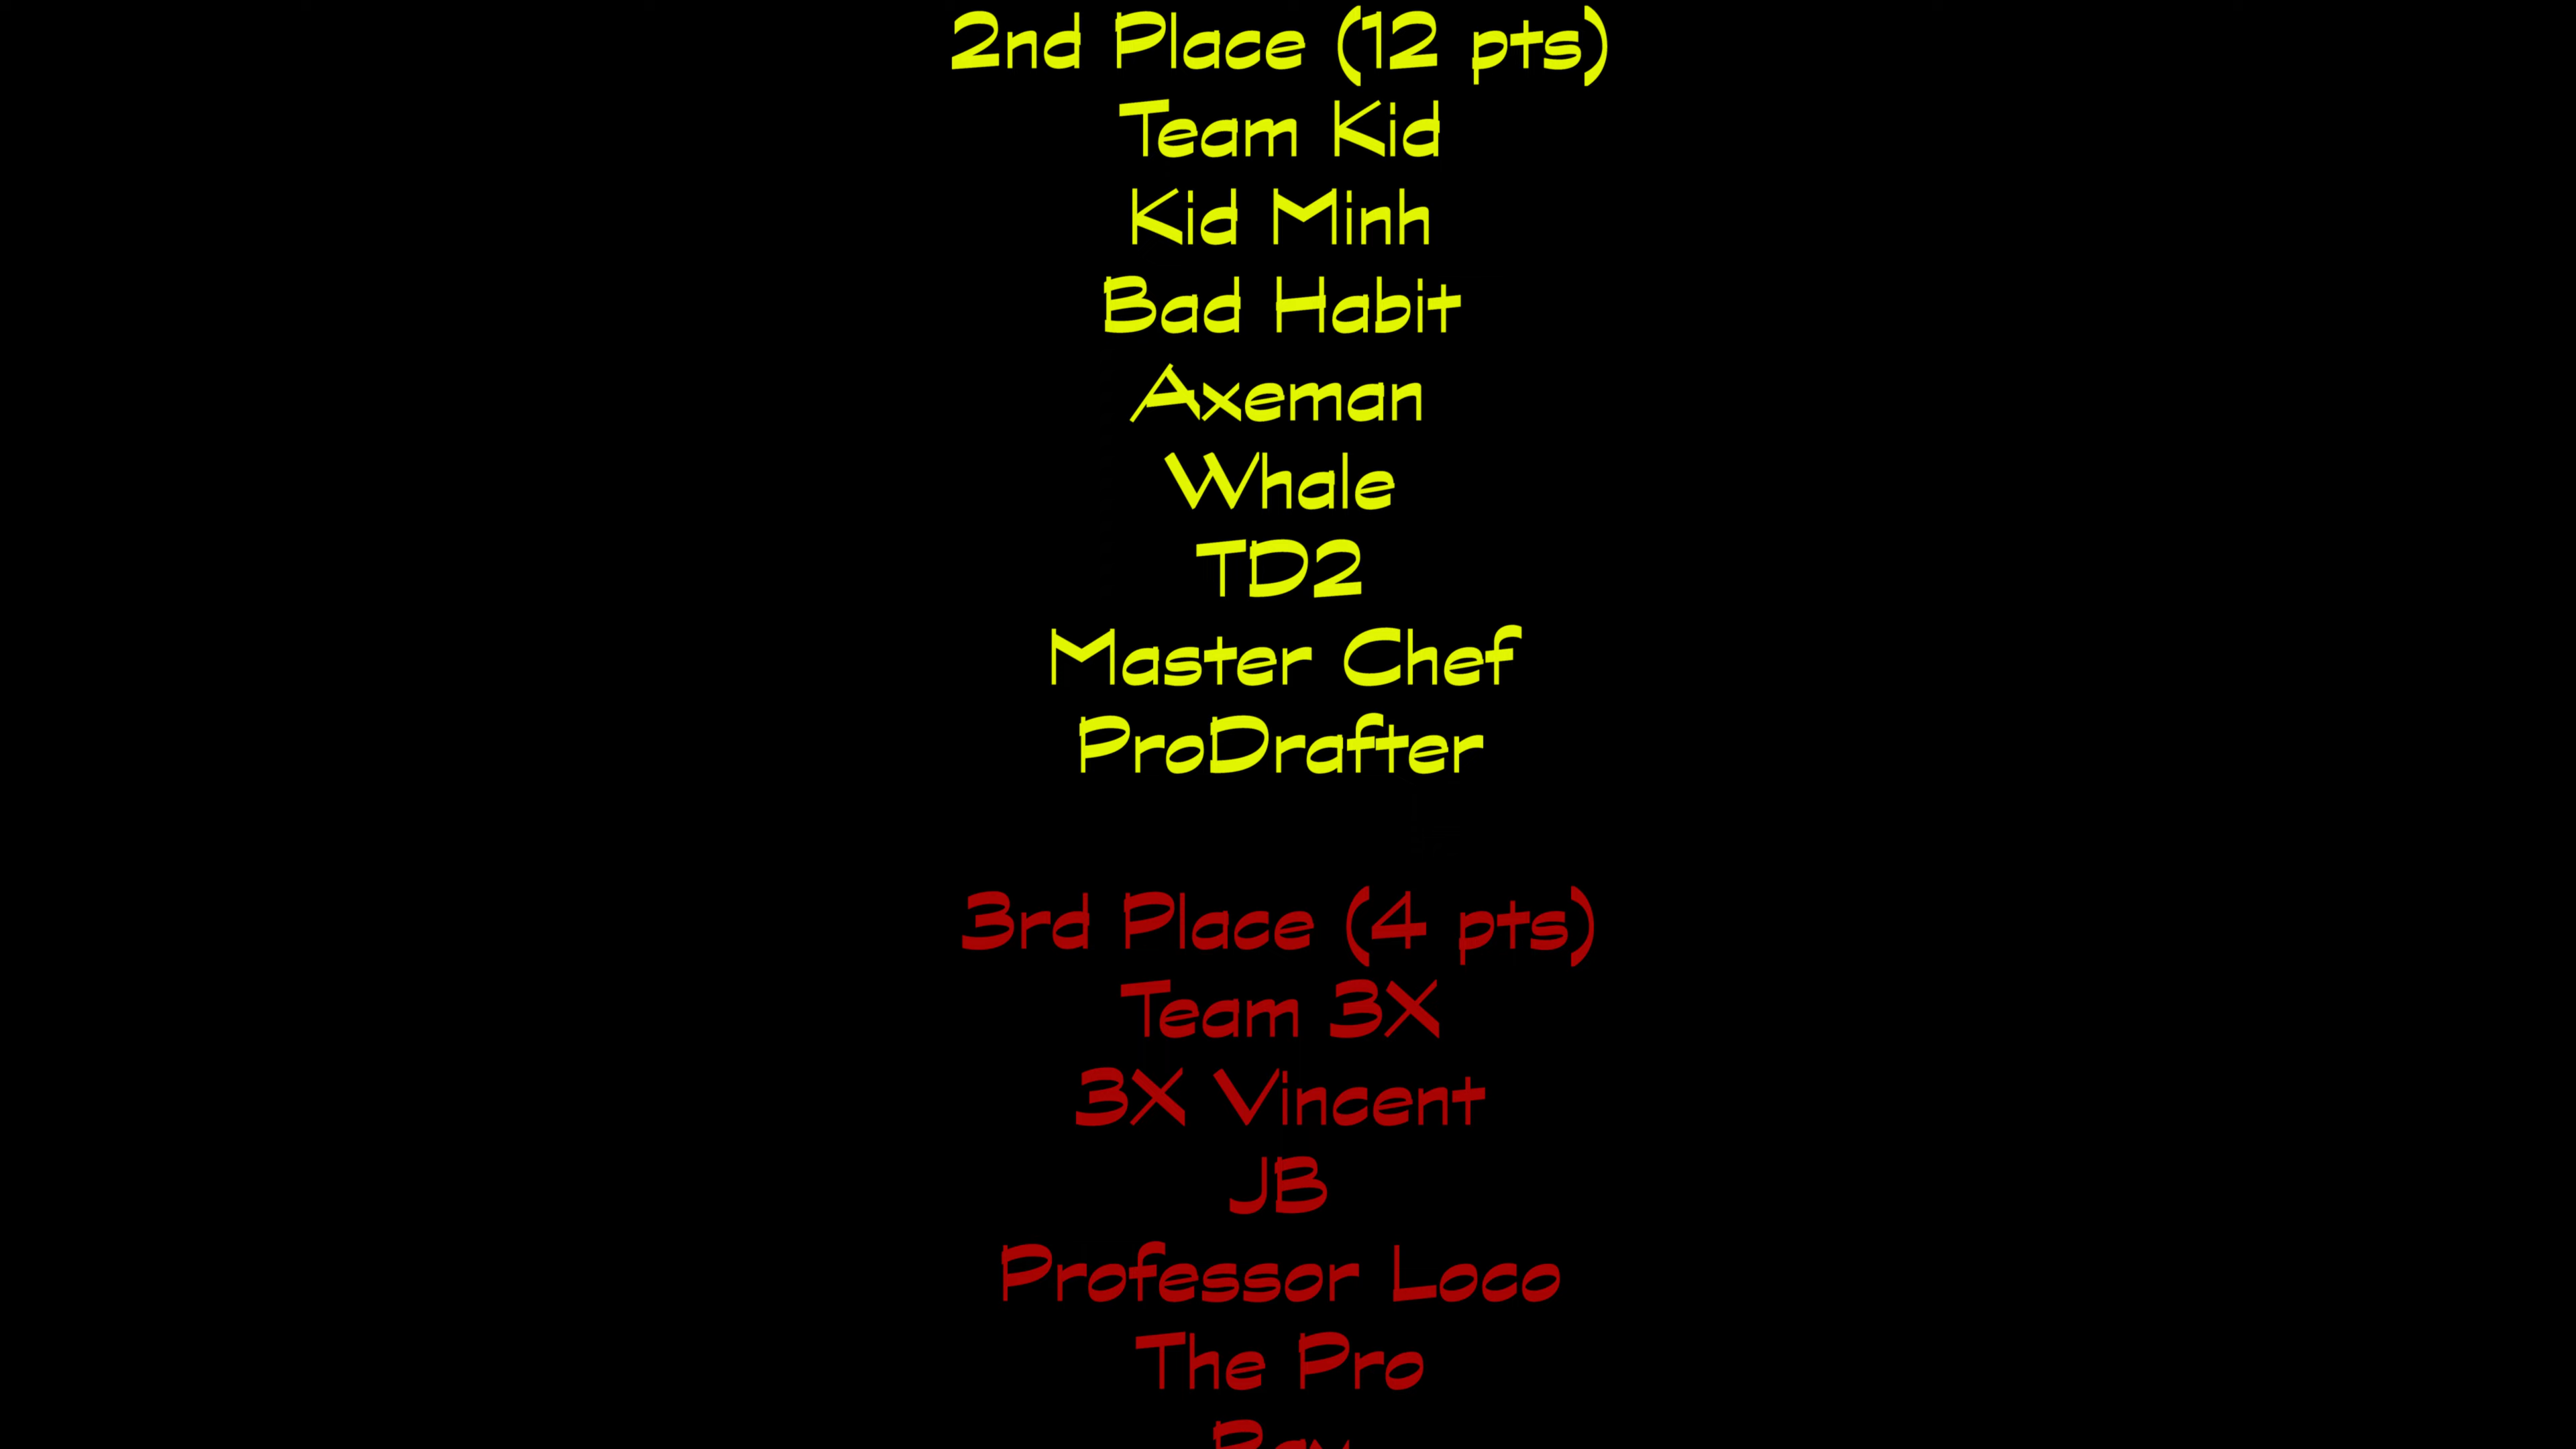 2nd Place (12 pts)
Team Kid
Kid Minh
Bad Habit
Axeman
Whale
TD2
Master Chef
ProDrafter
3rd Place (4 pts)
Team 3X
3X Vincent
JB
Professor Loco
The Pro